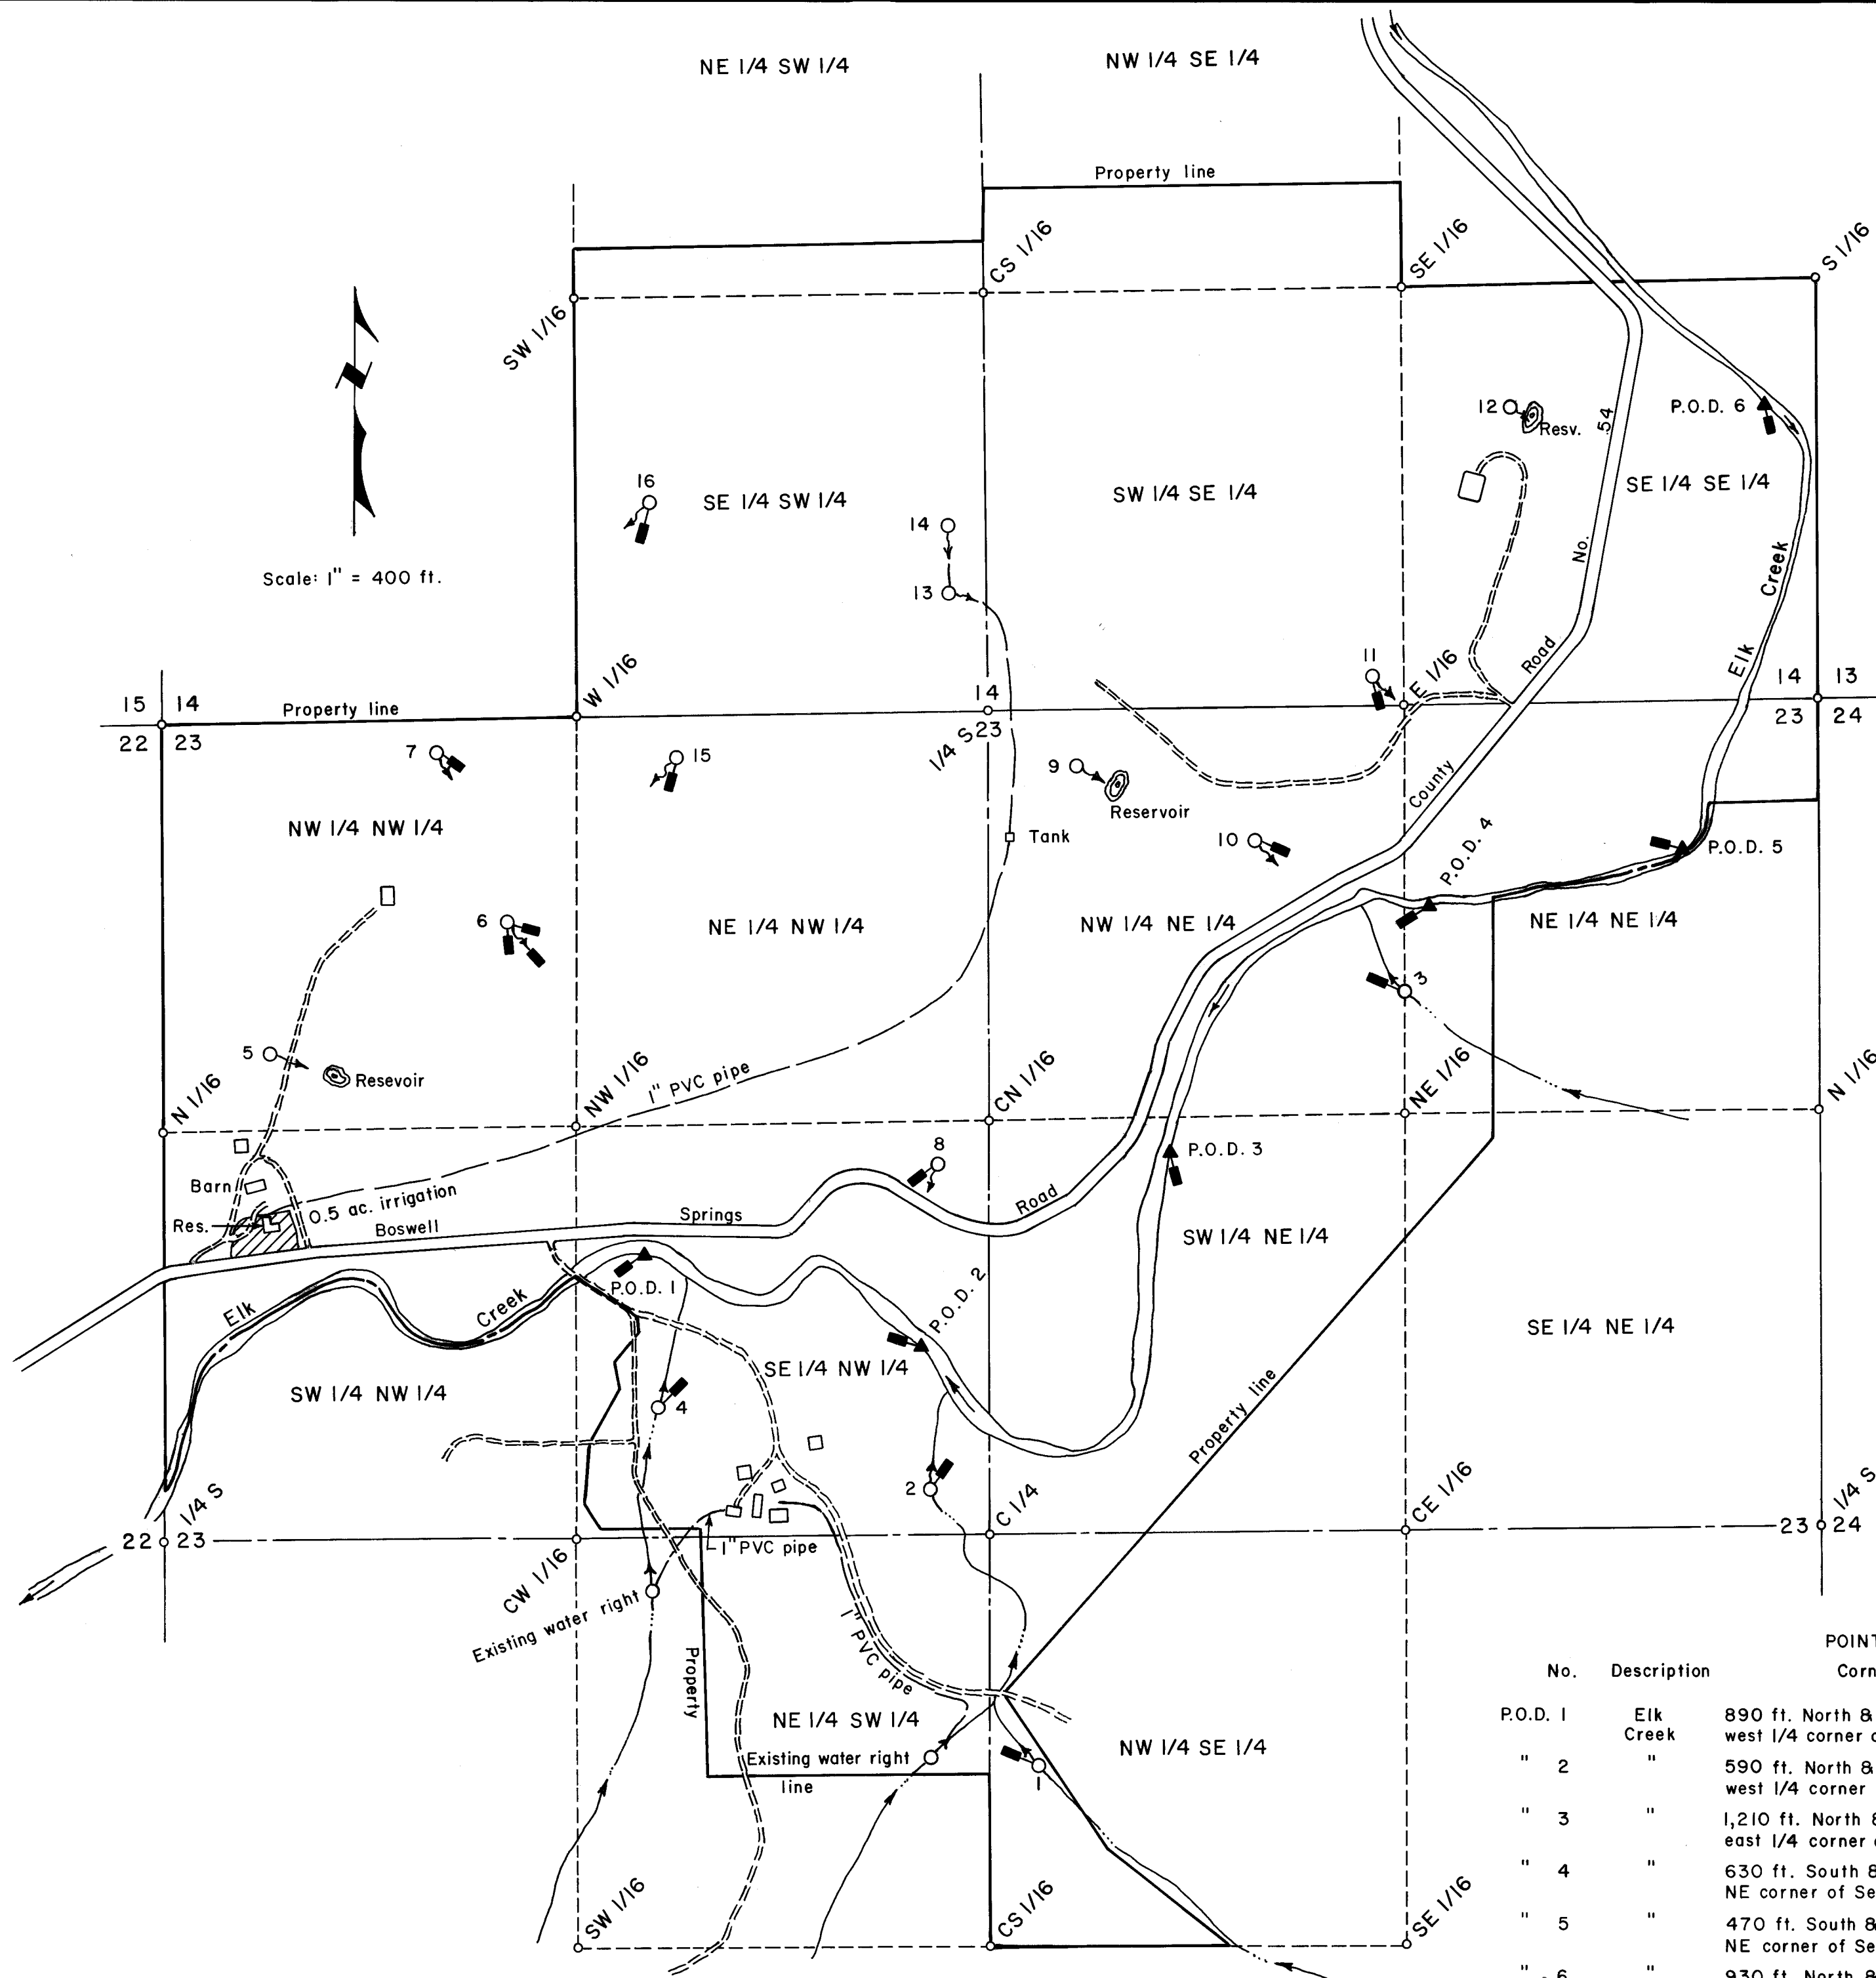 NE 1/4 SW 1/4
NW 1/4 SE 1/4
Property line
CS 1/16
SE 1/16
S 1/16
SW 1/16
12
Resv.
54
P.O.D. 6
16
SE 1/4 SW 1/4
SW 1/4 SE 1/4
SE 1/4 SE 1/4
14
No.
Scale: 1" = 400 ft.
13
Creek
Road
Elk
11
E 1/16
W 1/16
15 14
Property line
14
14 13
22 23
1/4 S 23
23 24
7
15
9
County
Reservoir
NW 1/4 NW 1/4
Tank
10
P.O.D. 4
P.O.D. 5
6
NE 1/4 NW 1/4
NW 1/4 NE 1/4
NE 1/4 NE 1/4
3
5
Resevoir
N 1/16
NW 1/16
1" PVC pipe
CN 1/16
NE 1/16
N 1/16
8
P.O.D. 3
Barn
0.5 ac. irrigation
Res.
Boswell
Springs
Road
SW 1/4 NE 1/4
Elk
Creek
P.O.D. 1
P.O.D. 2
SE 1/4 NE 1/4
SE 1/4 NW 1/4
SW 1/4 NW 1/4
4
Property line
2
1/4 S
C 1/4
CE 1/16
1/4 S
22 23
23 24
1" PVC pipe
CW 1/16
Existing water right
1" PVC pipe
Property
NE 1/4 SW 1/4
NW 1/4 SE 1/4
Existing water right
line
1
SW 1/16
CS 1/16
SE 1/16
POINT
No. Description Corn
P.O.D. 1 Elk Creek 890 ft. North &
west 1/4 corner
" 2 " 590 ft. North &
west 1/4 corner
" 3 " 1,210 ft. North &
east 1/4 corner
" 4 " 630 ft. South &
NE corner of Se
" 5 " 470 ft. South &
NE corner of Se
" 6 " 930 ft. North &